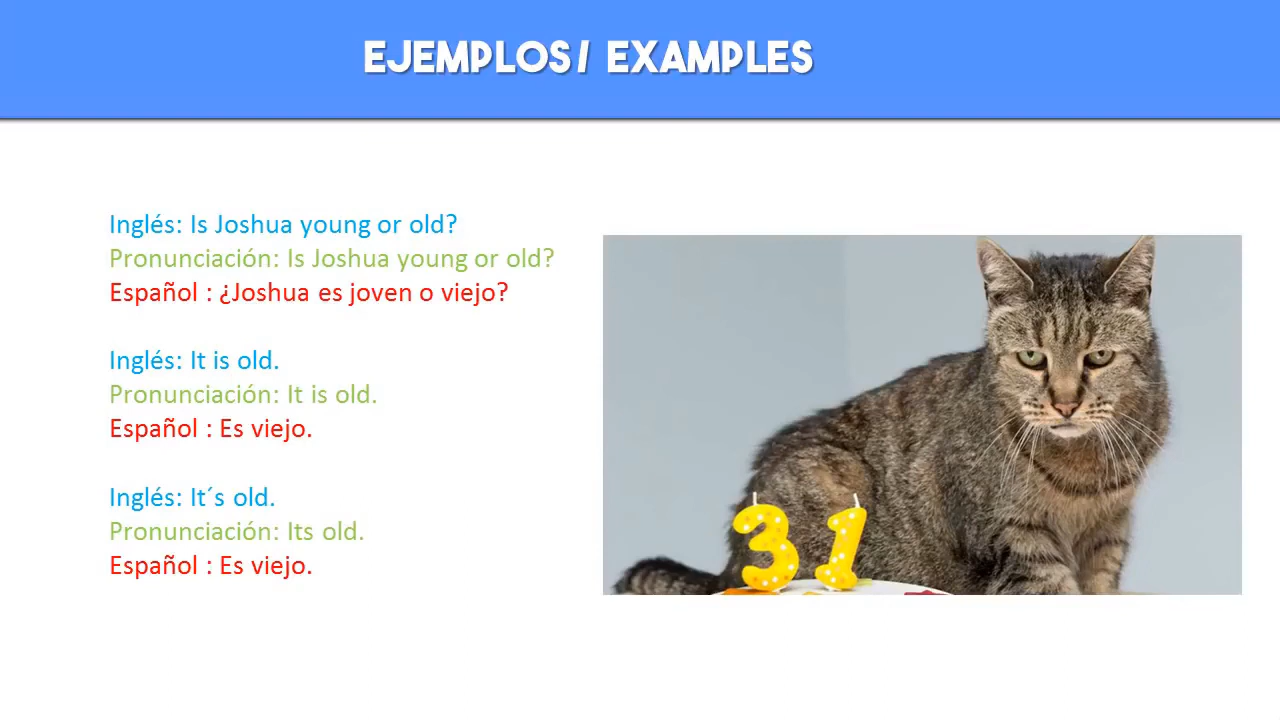 EJEMPLOS/ EXAMPLES
Inglés: Is Joshua young or old?
Pronunciación: Is Joshua young or old?
Español : ¿Joshua es joven o viejo?
Inglés: It is old.
Pronunciación: It is old.
Español : Es viejo.
Inglés: It´s old.
Pronunciación: Its old.
Español : Es viejo.
31